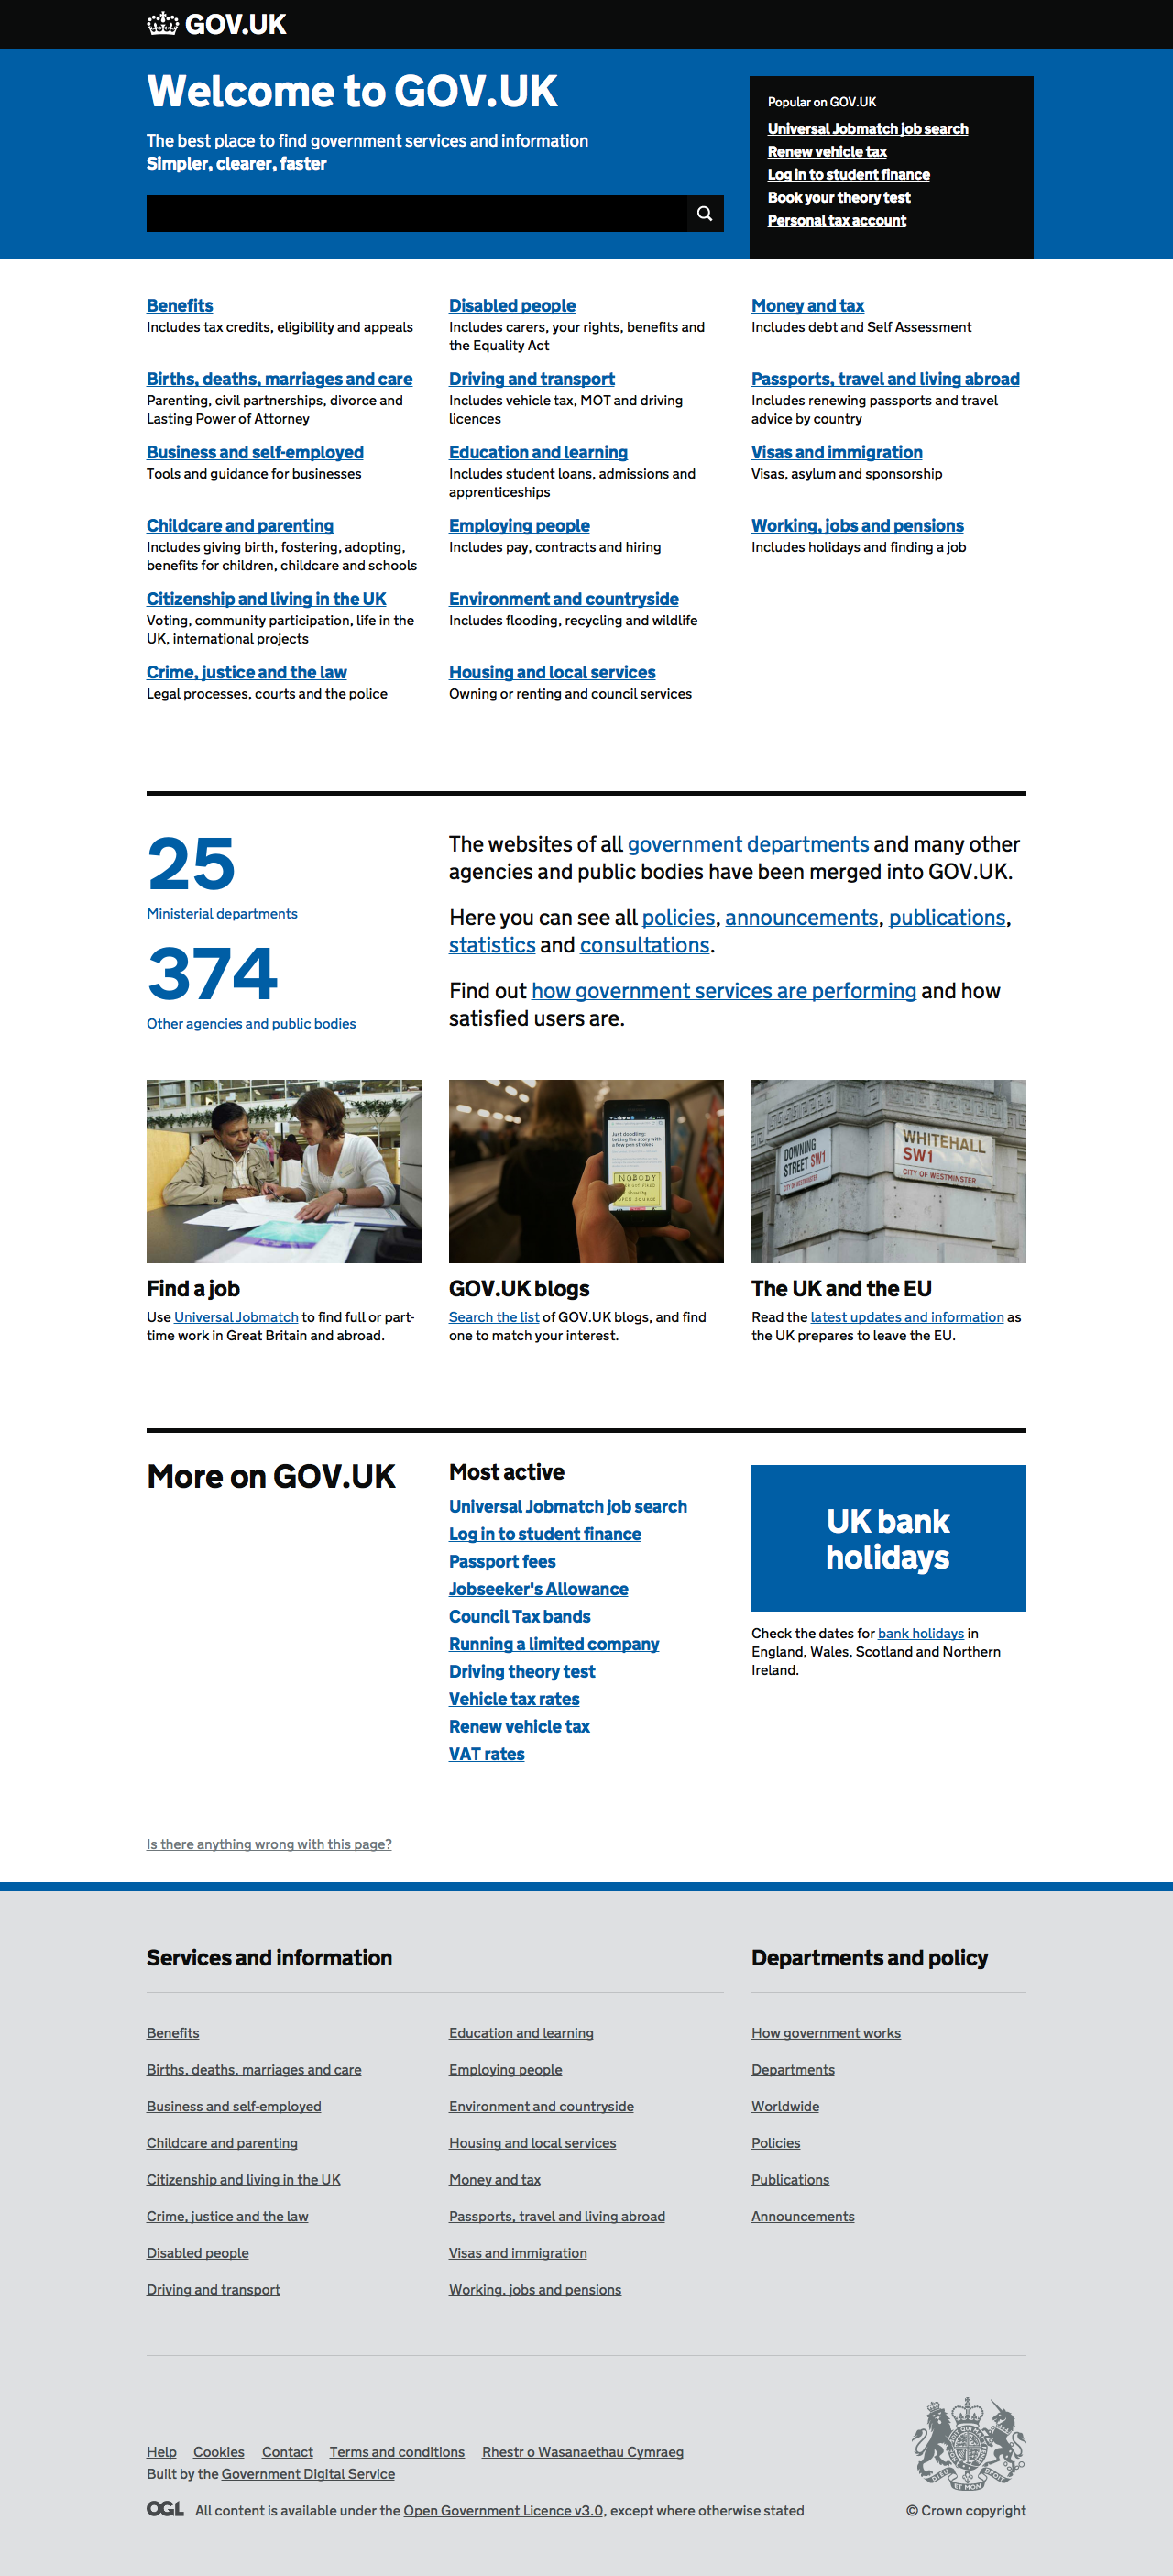 GOV.UK
Welcome to GOV.UK
The best place to find government services and information
Simpler, clearer, faster
Popular on GOV.UK
Universal Jobmatch job search
Renew vehicle tax
Log in to student finance
Book your theory test
Personal tax account
Benefits
Includes tax credits, eligibility and appeals
Births, deaths, marriages and care
Parenting, civil partnerships, divorce and
Lasting Power of Attorney
Business and self-employed
Tools and guidance for businesses
Childcare and parenting
Includes giving birth, fostering, adopting,
benefits for children, childcare and schools
Citizenship and living in the UK
Voting, community participation, life in the
UK, international projects
Crime, justice and the law
Legal processes, courts and the police
Disabled people
Includes carers, your rights, benefits and
the Equality Act
Driving and transport
Includes vehicle tax, MOT and driving
licences
Education and learning
Includes student loans, admissions and
apprenticeships
Employing people
Includes pay, contracts and hiring
Environment and countryside
Includes flooding, recycling and wildlife
Housing and local services
Owning or renting and council services
Money and tax
Includes debt and Self Assessment
Passports, travel and living abroad
Includes renewing passports and travel
advice by country
Visas and immigration
Visas, asylum and sponsorship
Working, jobs and pensions
Includes holidays and finding a job
25
Ministerial departments
374
Other agencies and public bodies
The websites of all government departments and many other
agencies and public bodies have been merged into GOV.UK.
Here you can see all policies, announcements, publications,
statistics and consultations.
Find out how government services are performing and how
satisfied users are.
Just doodling:
telling the story with
a few pen strokes
NOBODY
DOWNING
STREET SW1
CITY OF WESTMINSTER
WHITEHALL
SW1
CITY OF WESTMINSTER
Find a job
Use Universal Jobmatch to find full or part-
time work in Great Britain and abroad.
GOV.UK blogs
Search the list of GOV.UK blogs, and find
one to match your interest.
The UK and the EU
Read the latest updates and information as
the UK prepares to leave the EU.
More on GOV.UK
Most active
Universal Jobmatch job search
Log in to student finance
Passport fees
Jobseeker's Allowance
Council Tax bands
Running a limited company
Driving theory test
Vehicle tax rates
Renew vehicle tax
VAT rates
UK bank
holidays
Check the dates for bank holidays in
England, Wales, Scotland and Northern
Ireland.
Is there anything wrong with this page?
Services and information
Benefits
Births, deaths, marriages and care
Business and self-employed
Childcare and parenting
Citizenship and living in the UK
Crime, justice and the law
Disabled people
Driving and transport
Education and learning
Employing people
Environment and countryside
Housing and local services
Money and tax
Passports, travel and living abroad
Visas and immigration
Working, jobs and pensions
Departments and policy
How government works
Departments
Worldwide
Policies
Publications
Announcements
Help Cookies Contact Terms and conditions Rhestr o Wasanaethau Cymraeg
Built by the Government Digital Service
OGL All content is available under the Open Government Licence v3.0, except where otherwise stated
DIEU ET MON DROIT
© Crown copyright